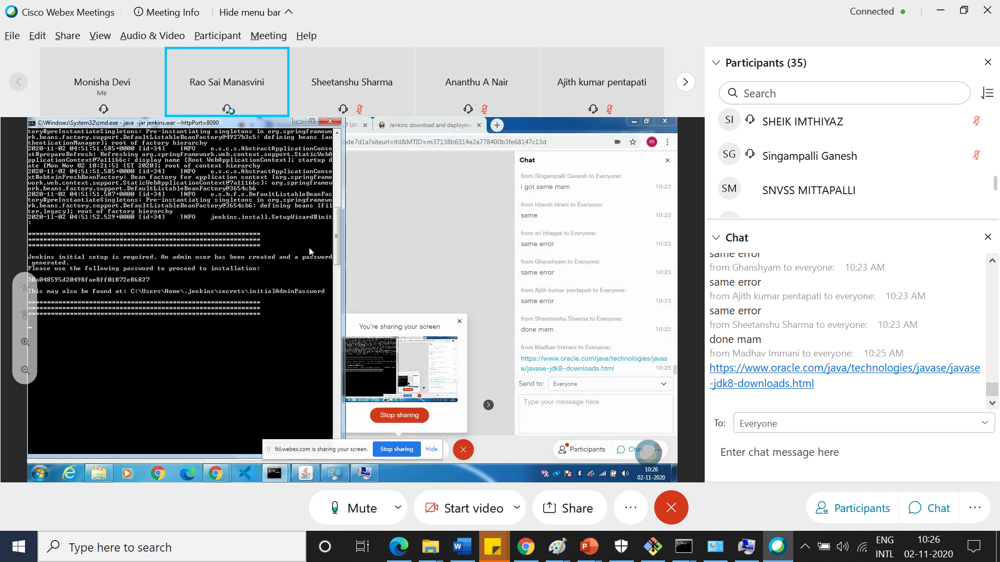 Cisco Webex Meetings
Meeting Info
Hide menu bar
Connected
File Edit Share View Audio & Video Participant Meeting Help
Monisha Devi
Me
Rao Sai Manasvini
Sheetanshu Sharma
Ananthu A Nair
Ajith kumar pentapati
C:\Windows\System32\cmd.exe - java -jar jenkins.war --httpPort=8090
tory#preInstantiateSingletons: Pre-instantiating singletons in org.springframewo
rk.beans.factory.support.DefaultListableBeanFactory@4927b3c5: defining beans [au
thenticationManager]; root of factory hierarchy
2020-11-02 04:51:51.585+0000 [id=34] INFO o.s.c.s.AbstractApplicationConte
xt#prepareRefresh: Refreshing org.springframework.web.context.support.StaticWebA
pplicationContext@7a11166c: display name [Root WebApplicationContext]; startup d
ate [Mon Nov 02 10:21:51 IST 2020]; root of context hierarchy
2020-11-02 04:51:51.585+0000 [id=34] INFO o.s.c.s.AbstractApplicationConte
xt#obtainFreshBeanFactory: Bean factory for application context [org.springframe
work.web.context.support.StaticWebApplicationContext@7a11166c]: org.springframew
ork.beans.factory.support.DefaultListableBeanFactory@3654cb6
2020-11-02 04:51:51.587+0000 [id=34] INFO o.s.b.f.s.DefaultListableBeanFac
tory#preInstantiateSingletons: Pre-instantiating singletons in org.springframewo
rk.beans.factory.support.DefaultListableBeanFactory@3654cb6: defining beans [fil
ter,legacy]; root of factory hierarchy
2020-11-02 04:51:52.529+0000 [id=34] INFO jenkins.install.SetupWizard#init
:
*************************************************************
*************************************************************
*************************************************************
Jenkins initial setup is required. An admin user has been created and a password
generated.
Please use the following password to proceed to installation:
30a048595d20498fae8ff01872e86827
This may also be found at: C:\Users\Home\.jenkins\secrets\initialAdminPassword
*************************************************************
*************************************************************
*************************************************************
7 Ulti
Jenkins download and deployme
de7d1a?siteurl=ltil&MTID=m37138b6314e2a778400b3fe68147c13d
m
Chat
from Singampalli Ganesh to Everyone:
i got same mam 10:23
from hitarsh hirani to Everyone:
same 10:23
from sri bhagya to Everyone:
same error 10:23
from Ghanshyam to Everyone:
same error 10:23
from Ajith kumar pentapati to Everyone:
same error 10:23
from Sheetanshu Sharma to Everyone:
done mam 10:23
from Madhav Immani to Everyone:
https://www.oracle.com/java/technologies/javas
e/javase-jdk8-downloads.html 10:25
Send to: Everyone
Type your message here
You're sharing your screen
Stop sharing
ltil.webex.com is sharing your screen. Stop sharing Hide
Participants
Chat
10:26
02-11-2020
Participants (35)
Search
SI SHEIK IMTHIYAZ
SG Singampalli Ganesh
SM SNVSS MITTAPALLI
Chat
same error
from Ghanshyam to everyone: 10:23 AM
same error
from Ajith kumar pentapati to everyone: 10:23 AM
same error
from Sheetanshu Sharma to everyone: 10:23 AM
done mam
from Madhav Immani to everyone: 10:25 AM
https://www.oracle.com/java/technologies/javase/javase
-jdk8-downloads.html
To: Everyone
Enter chat message here
Mute
Start video
Share
Participants
Chat
Type here to search
ENG
INTL
10:26
02-11-2020